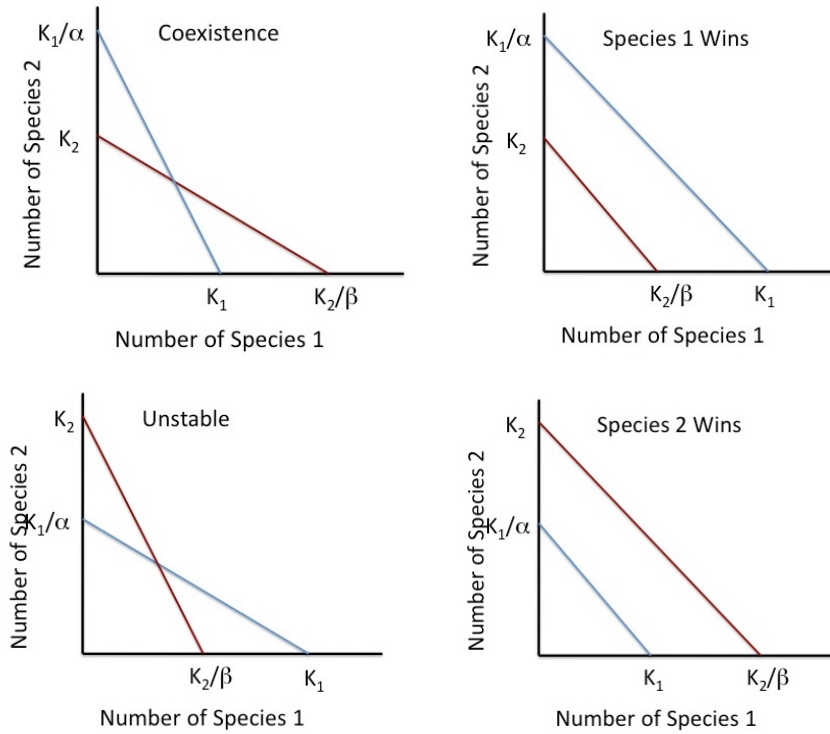 Coexistence
K₁/α
K₂
Number of Species 2
K₁
K₂/β
Number of Species 1
Species 1 Wins
K₁/α
K₂
Number of Species 2
K₂/β
K₁
Number of Species 1
Unstable
K₂
K₁/α
Number of Species 2
K₂/β
K₁
Number of Species 1
Species 2 Wins
K₂
K₁/α
Number of Species 2
K₁
K₂/β
Number of Species 1